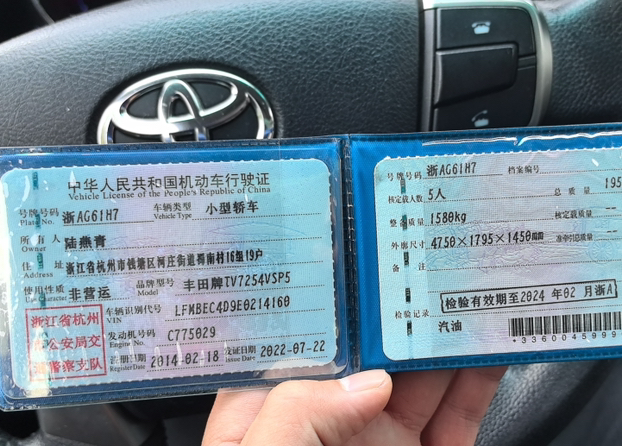 中华人民共和国机动车行驶证
Vehicle License of the People's Republic of China
号牌号码 浙AG61H7 车辆类型 小型轿车
Plate No. Vehicle Type
所有人 陆燕青
Owner
住址 浙江省杭州市钱塘区河庄街道蜀南村16组19户
Address
使用性质 非营运 品牌型号 丰田牌TV7254VSP5
Use Character Model
浙江省杭州市公安局交通警察支队
车辆识别代号 LFMBEC4D9E0214160
VIN
发动机号码 C775029
Engine No.
注册日期 2014-02-18 发证日期 2022-07-22
Register Date Issue Date
号牌号码 浙AG61H7 档案编号
核定载人数 5人 总质量 195
整备质量 1580kg 核定载质量 --
外廓尺寸 4750×1795×1450mm 准牵引总质量 --
备注
检验有效期至2024年02月浙A
检验记录
汽油
*336004599